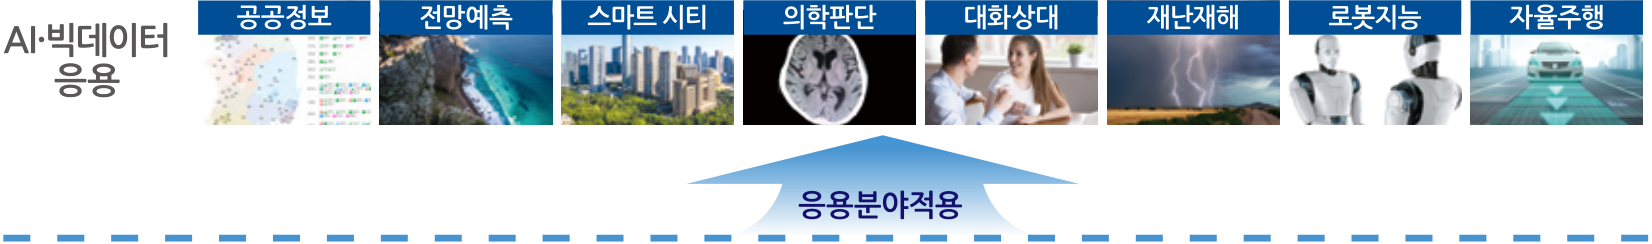 AI·빅데이터
응용
공공정보
전망예측
스마트 시티
의학판단
대화상대
재난재해
로봇지능
자율주행
응용분야적용